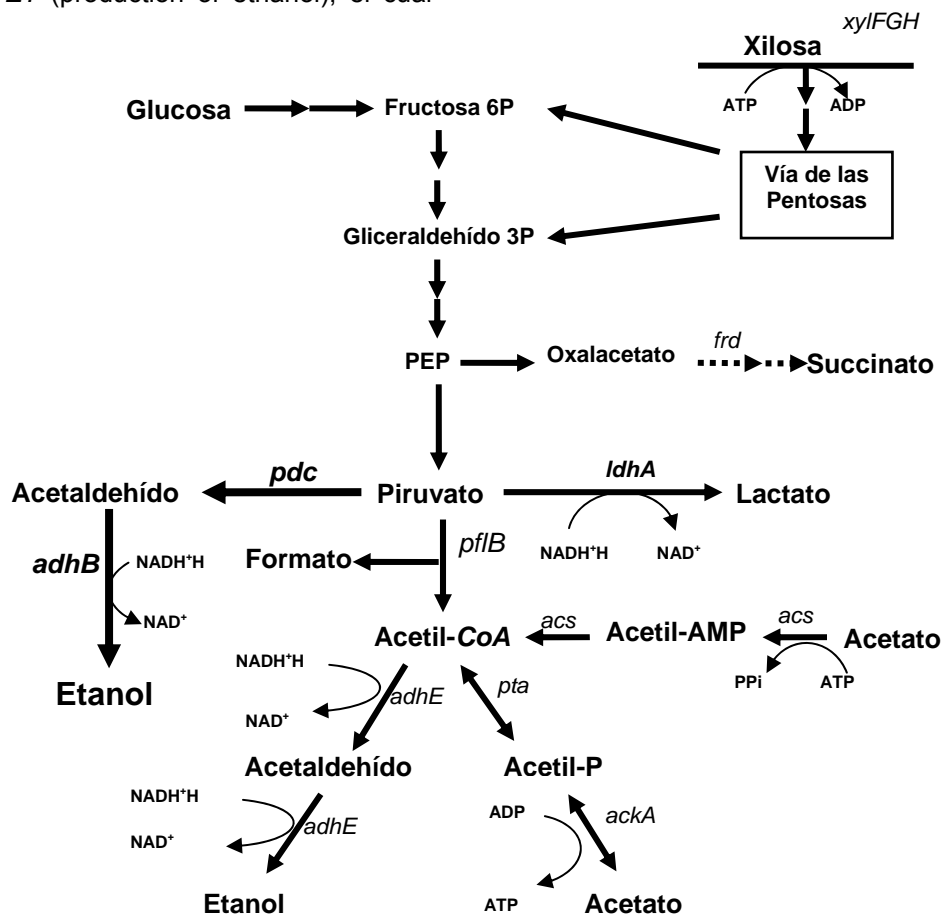 ET (production of ethanol), el cual
xylFGH
Xilosa
ATP
ADP
Glucosa
Fructosa 6P
Vía de las
Pentosas
Gliceraldehído 3P
PEP
Oxalacetato
frd
Succinato
pdc
ldhA
Acetaldehído
Piruvato
Lactato
adhB
NADH⁺H
NAD⁺
Formato
pflB
NADH⁺H
NAD⁺
Etanol
Acetil-CoA
acs
Acetil-AMP
acs
Acetato
PPi
ATP
NADH⁺H
NAD⁺
adhE
pta
Acetaldehído
Acetil-P
NADH⁺H
NAD⁺
adhE
ADP
ATP
ackA
Etanol
Acetato